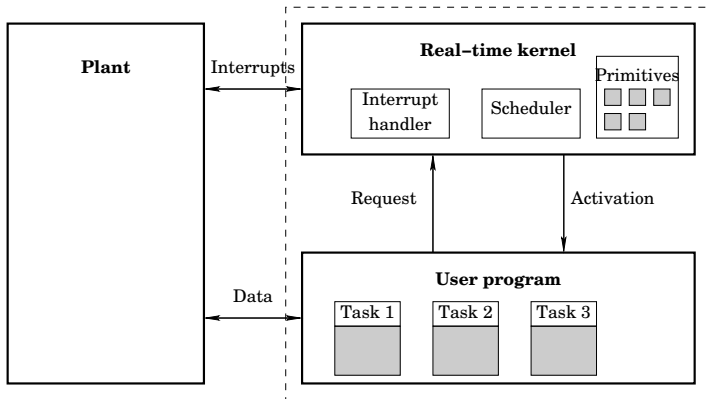 Plant
Interrupts
Real-time kernel
Primitives
Interrupt
handler
Scheduler
Request
Activation
User program
Data
Task 1
Task 2
Task 3